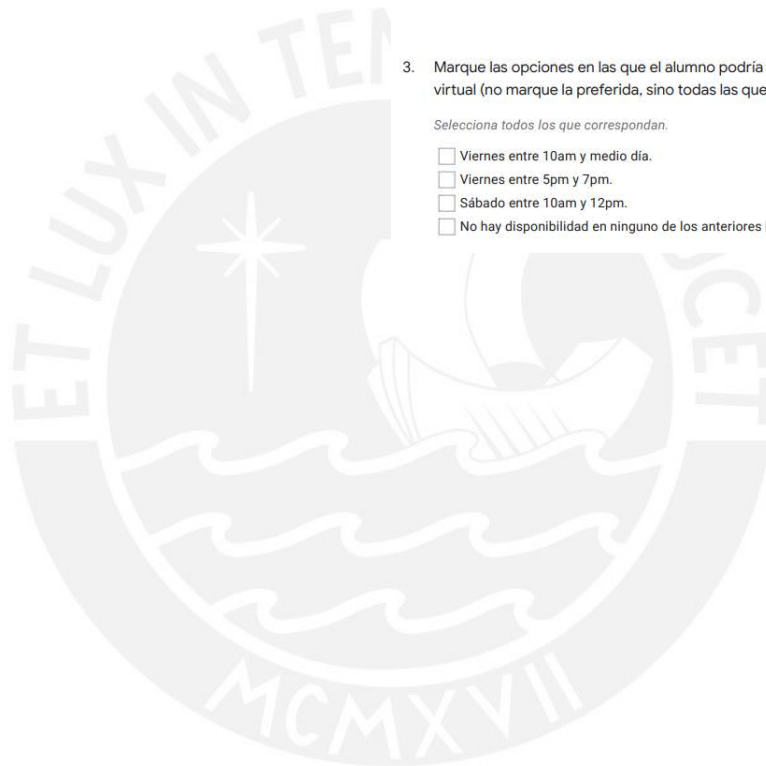 3. Marque las opciones en las que el alumno podría
virtual (no marque la preferida, sino todas las que
Selecciona todos los que correspondan.
Viernes entre 10am y medio día.
Viernes entre 5pm y 7pm.
Sábado entre 10am y 12pm.
No hay disponibilidad en ninguno de los anteriores
ET LUX IN TEN
UCET
MCMXVII